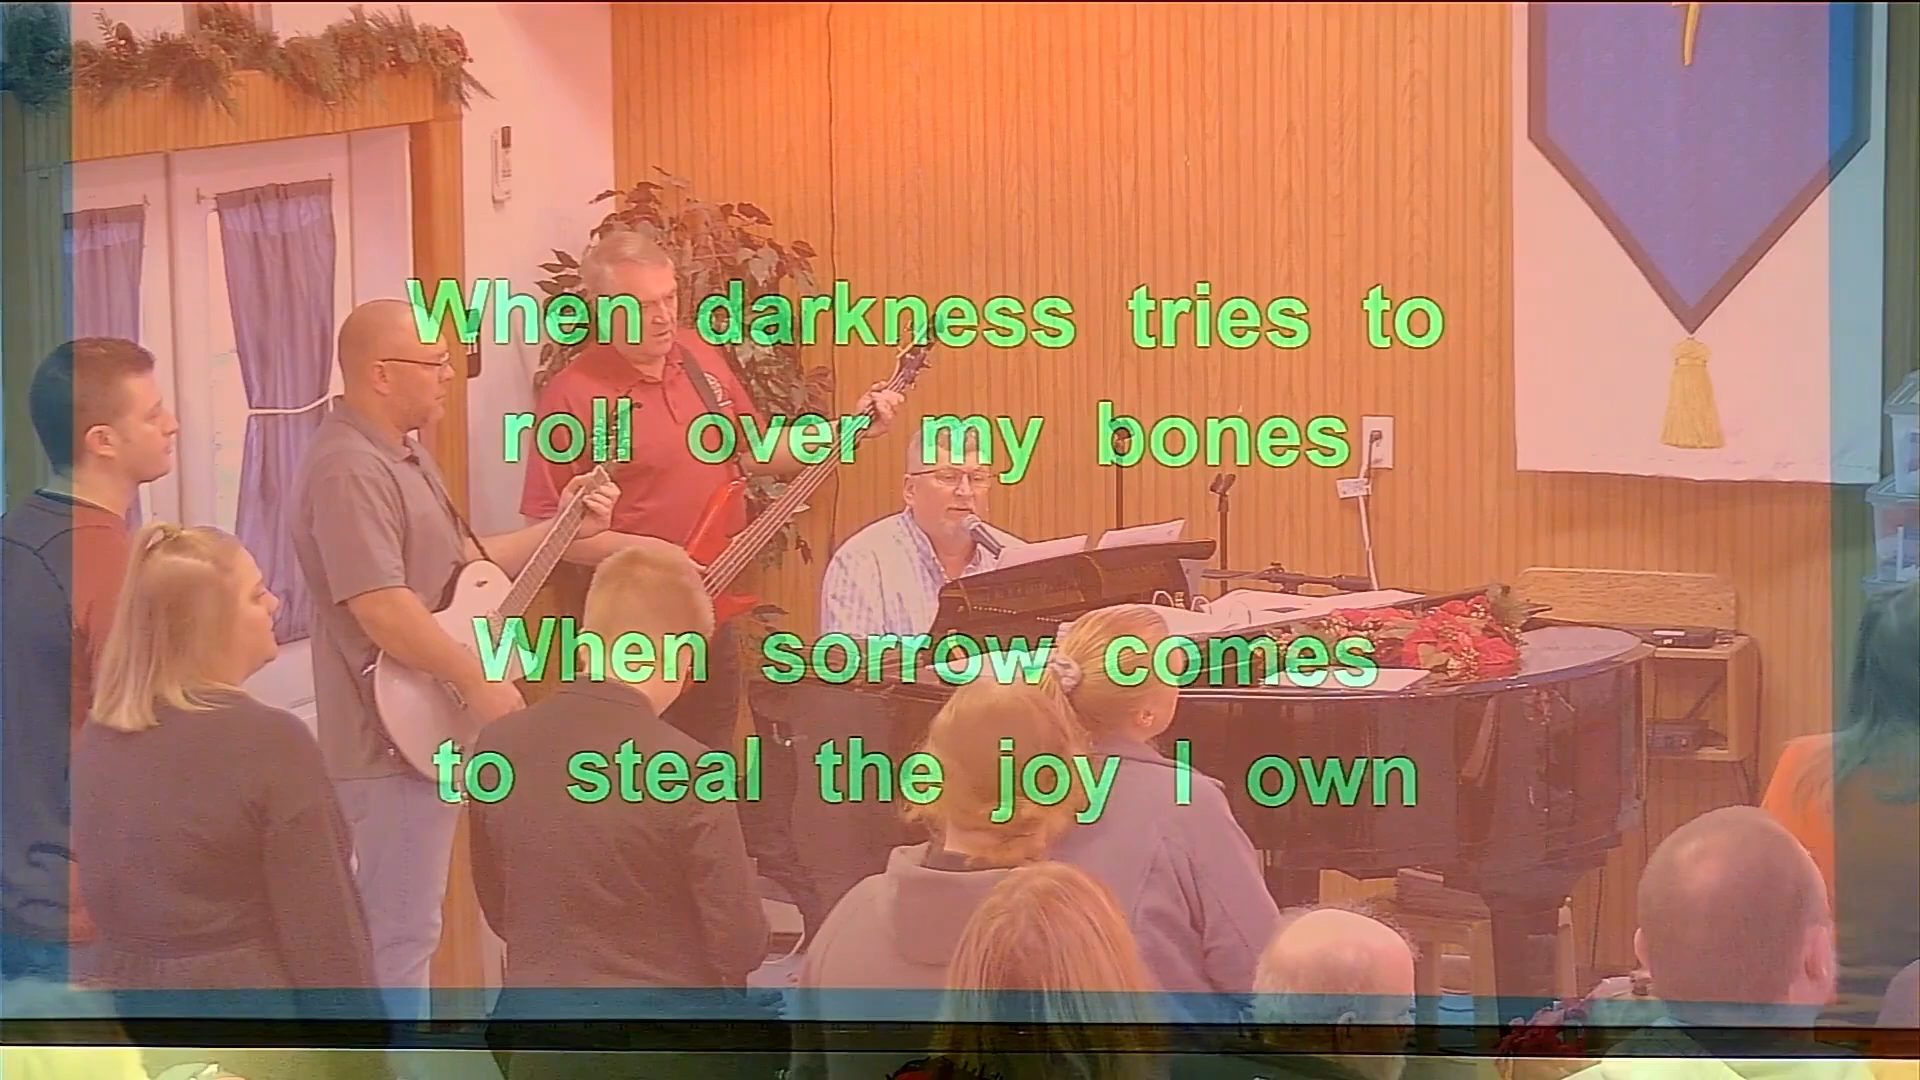 When darkness tries to
roll over my bones
When sorrow comes
to steal the joy I own